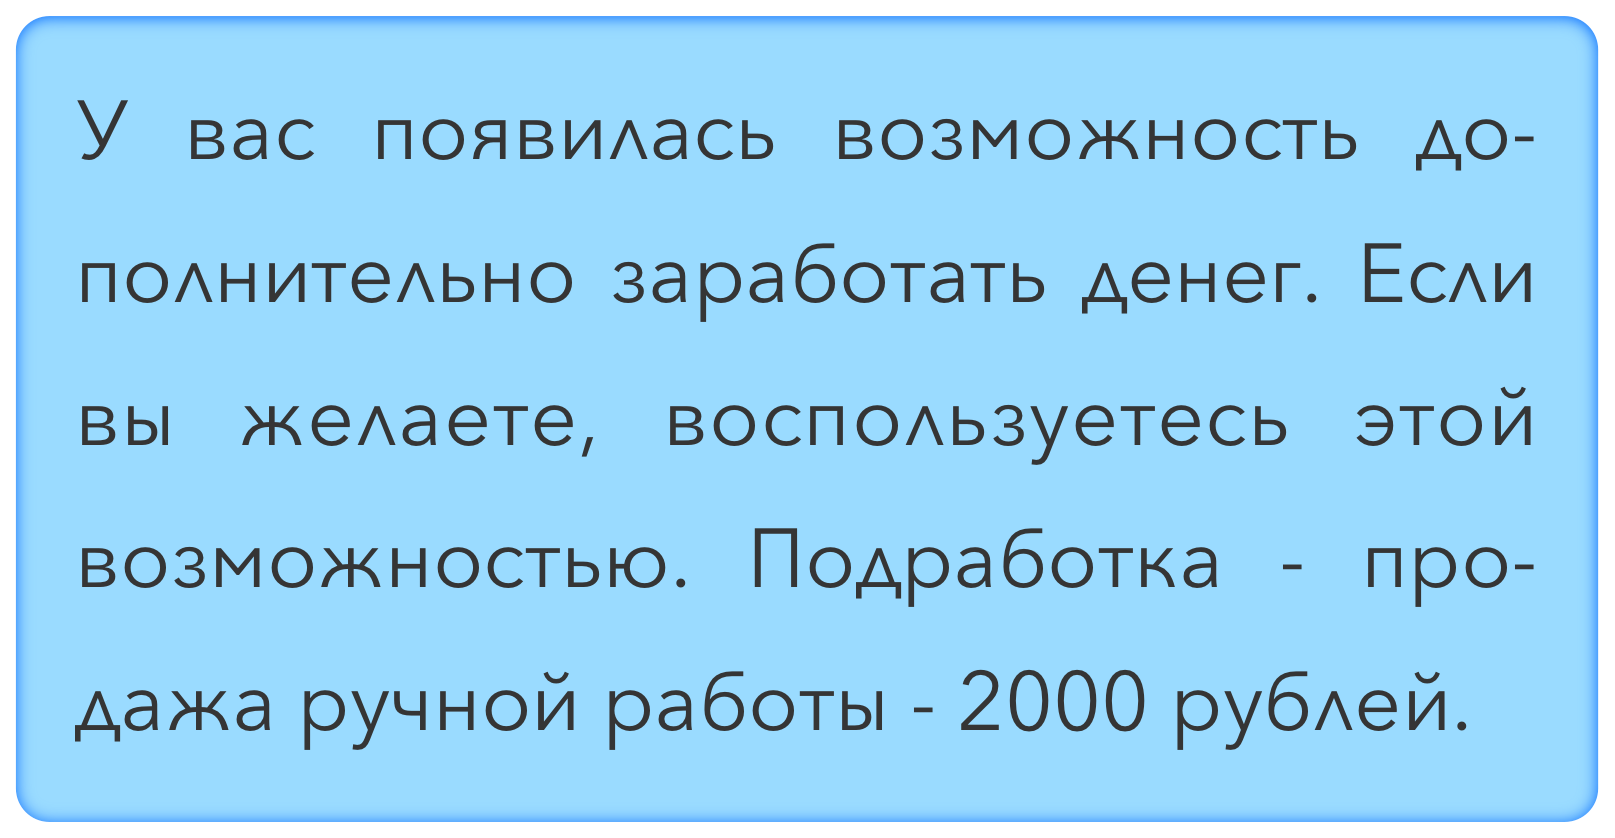 У вас появилась возможность до-
полнительно заработать денег. Если
вы желаете, воспользуетесь этой
возможностью. Подработка - про-
дажа ручной работы - 2000 рублей.